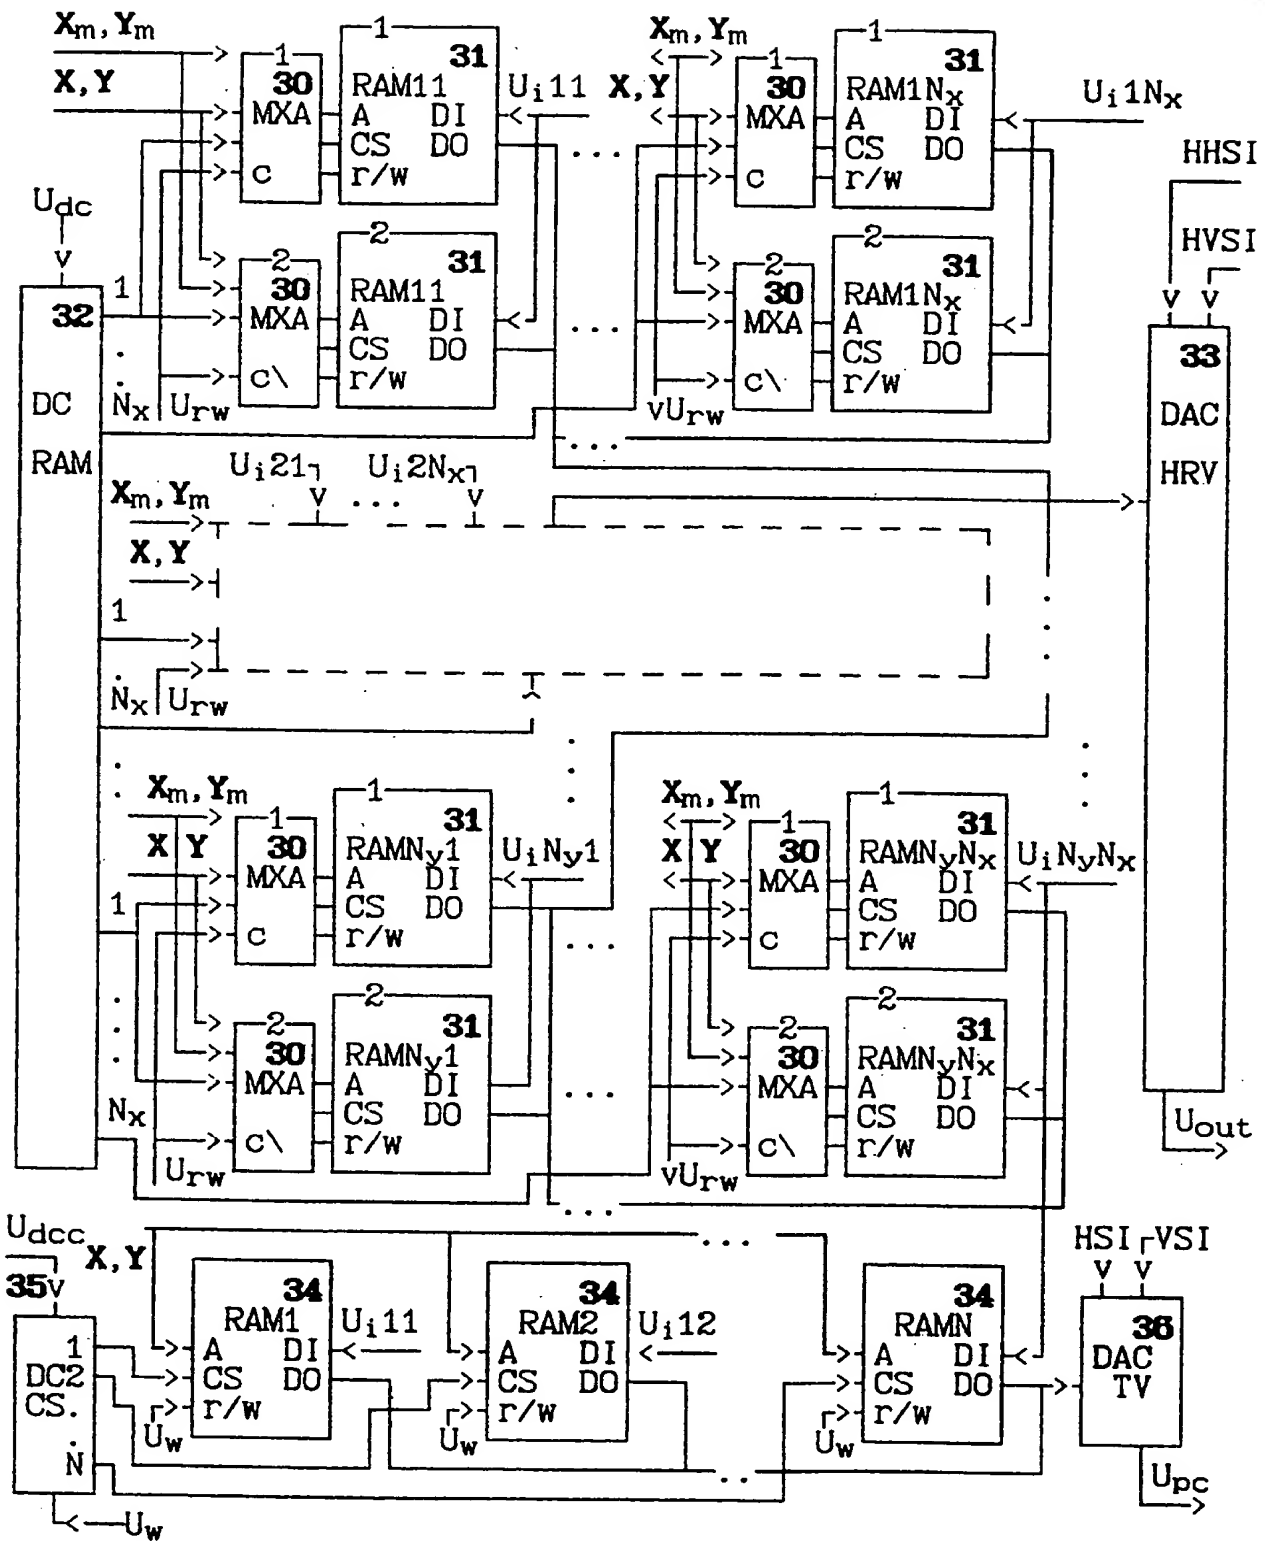 Xm,Ym 1 1 Xm,Ym 1 1
30 31 30 31
X,Y RAM11 Ui11 X,Y RAM1Nx Ui1Nx
MXA A DI MXA A DI
CS DO ... CS DO HHSI
c r/w c r/w
Udc 2 2 2 2 HVSI
30 31 30 31
1 RAM11 RAM1Nx
32 MXA A DI ... MXA A DI
. CS DO CS DO 33
. c\ r/w c\ r/w
DC Nx Urw vUrw DAC
...
RAM Ui21 Ui2Nx HRV
Xm,Ym ...
X,Y
1
.
Nx Urw
Xm,Ym 1 1 Xm,Ym 1 1
30 31 30 31
X Y RAMNy1 UiNy1 X Y RAMNyNx UiNyNx
MXA A DI MXA A DI
1 CS DO CS DO
c r/w ... c r/w
2 2 2 2
30 31 30 31
RAMNy1 RAMNyNx
MXA A DI ... MXA A DI
Nx CS DO CS DO
c\ r/w c\ r/w Uout
Urw vUrw
...
Udcc X,Y ... HSI VSI
35 34 34 34
RAM1 Ui11 RAM2 Ui12 RAMN 36
1 A DI A DI A DI DAC
DC2 CS DO CS DO CS DO TV
CS. r/w r/w r/w
. Uw Uw Uw
N .. Upc
Uw